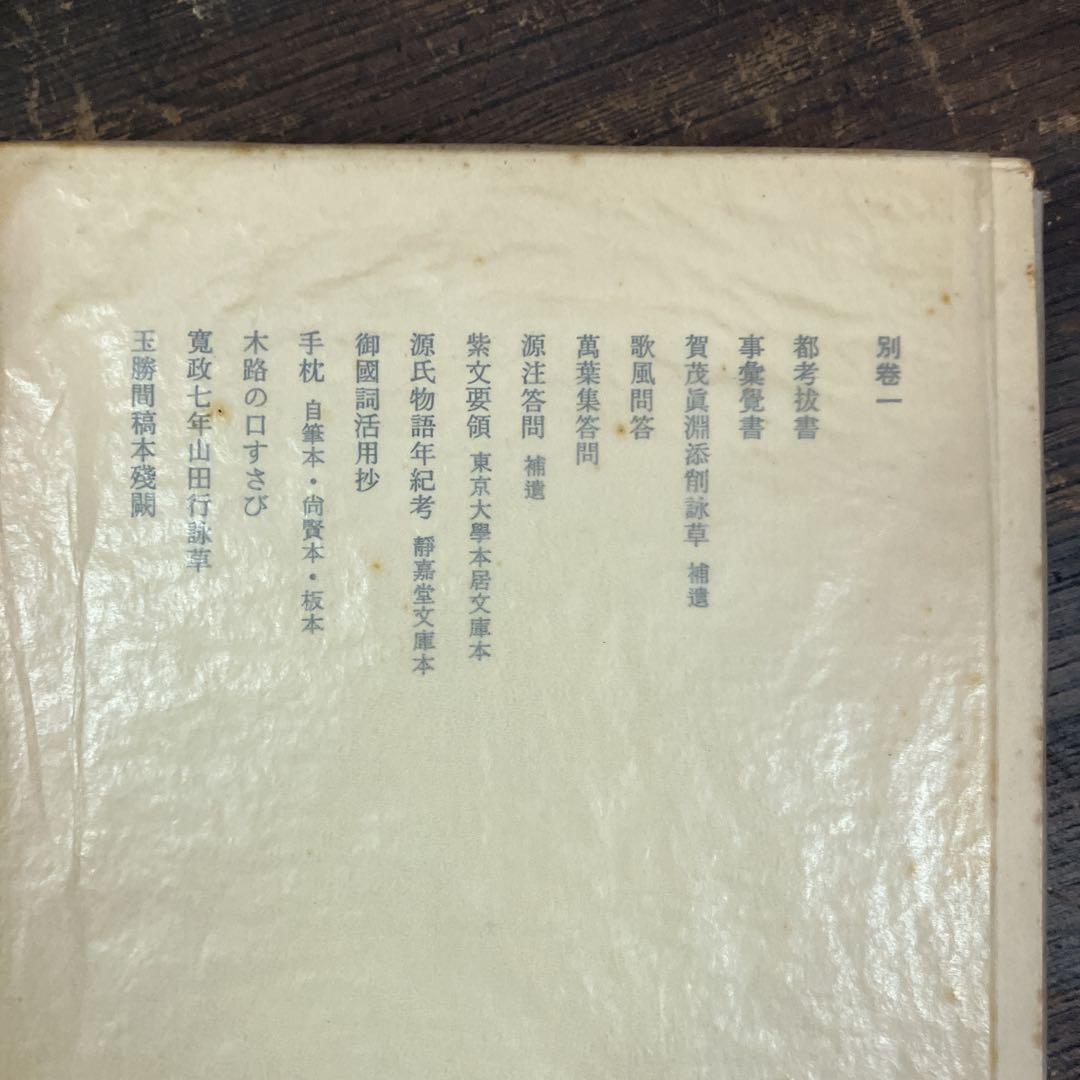 別卷一
都考拔書
事彙覺書
賀茂眞淵添削詠草 補遺
歌風問答
萬葉集答問
源注答問 補遺
紫文要領 東京大學本居文庫本
源氏物語年紀考 靜嘉堂文庫本
御國詞活用抄
手枕 自筆本・尙賢本・板本
木路の口すさび
寬政七年山田行詠草
玉勝間稿本殘闕